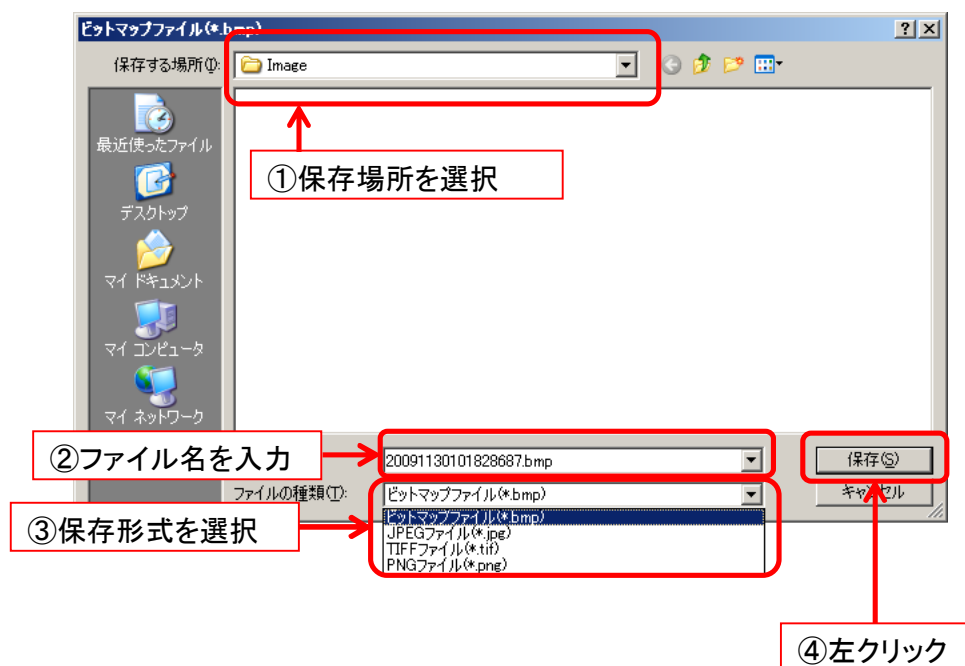 ビットマップファイル(*.bmp)
保存する場所(I):
Image
最近使ったファイル
①保存場所を選択
デスクトップ
マイ ドキュメント
マイ コンピュータ
マイ ネットワーク
②ファイル名を入力
20091130101828687.bmp
保存(S)
ファイルの種類(T):
ビットマップファイル(*.bmp)
キャンセル
③保存形式を選択
ビットマップファイル(*.bmp)
JPEGファイル(*.jpg)
TIFFファイル(*.tif)
PNGファイル(*.png)
④左クリック